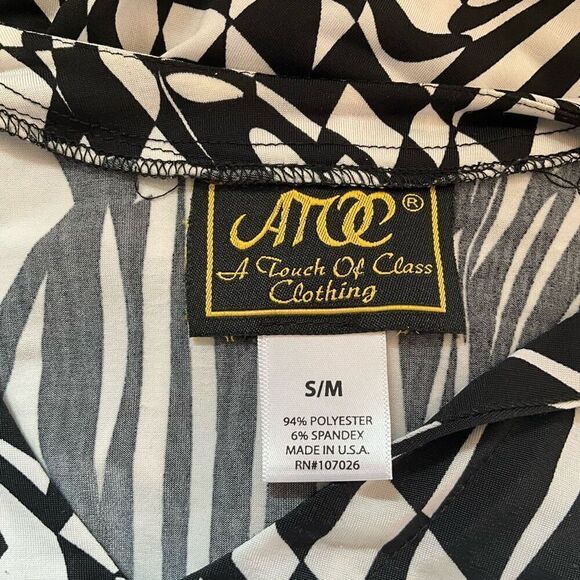 ATOC®
A Touch Of Class
Clothing
S/M
94% POLYESTER
6% SPANDEX
MADE IN U.S.A.
RN#107026